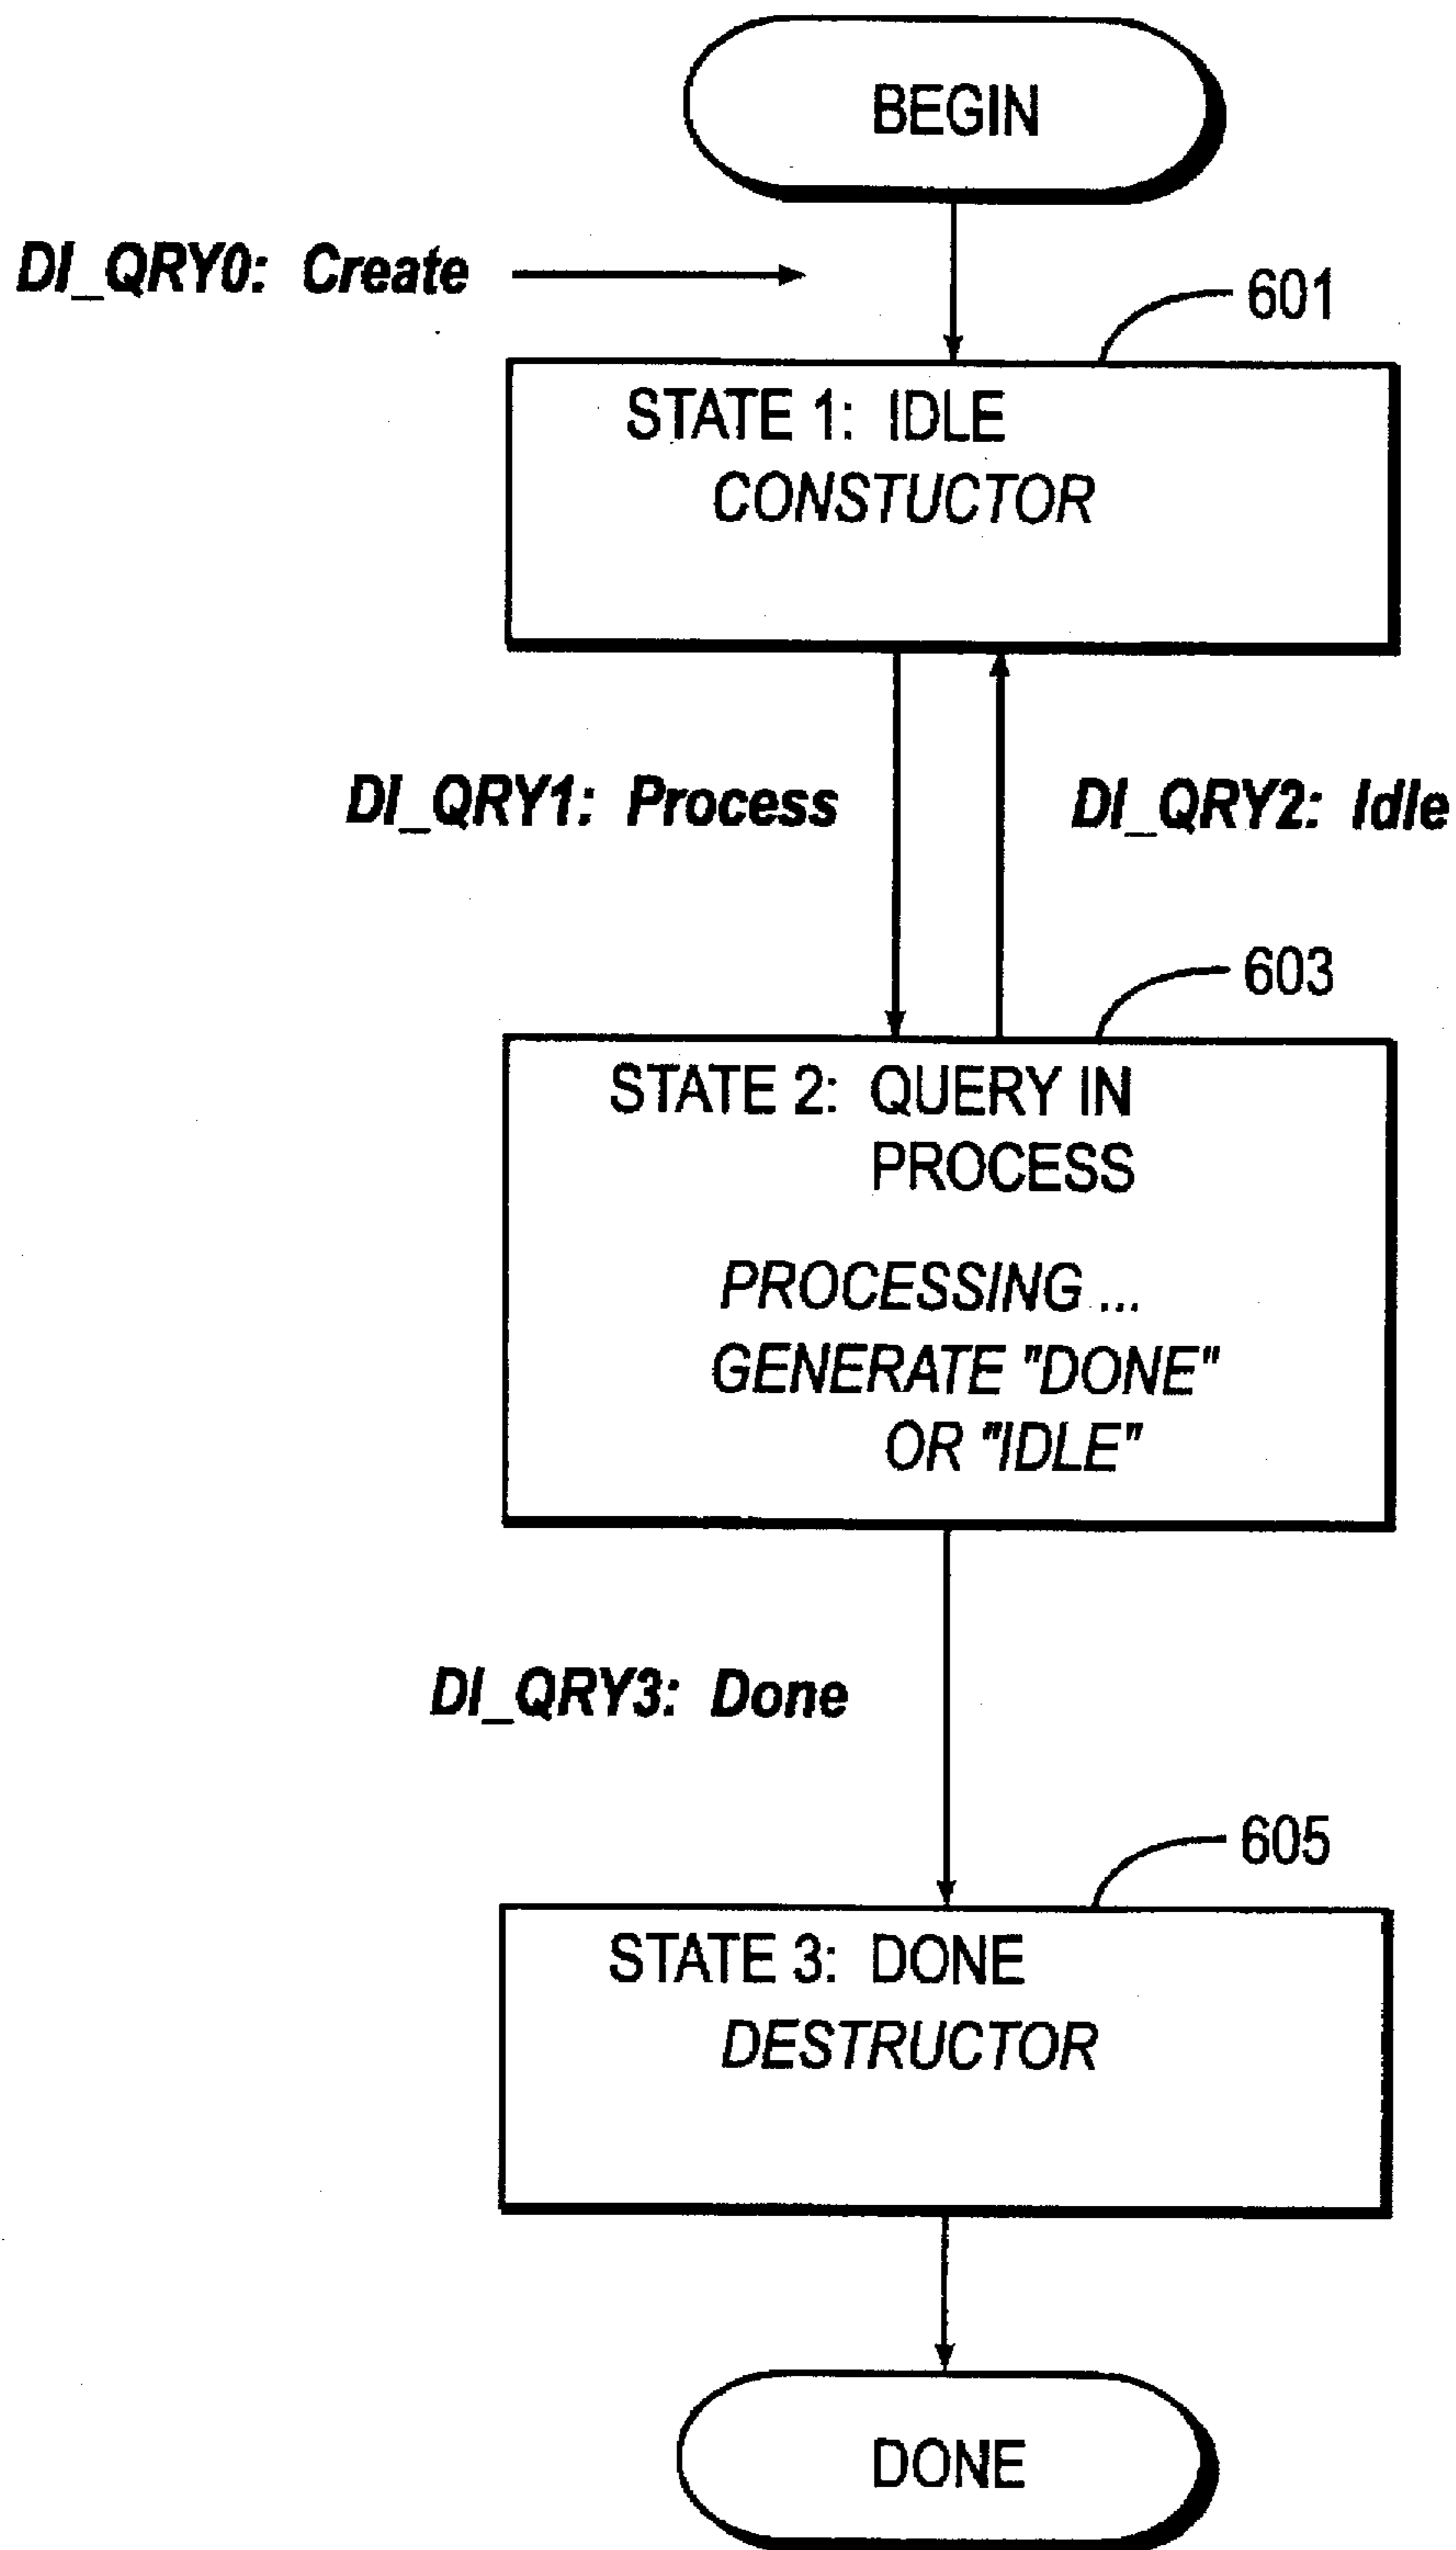 BEGIN
DI_QRY0: Create
601
STATE 1: IDLE
CONSTUCTOR
DI_QRY1: Process
DI_QRY2: Idle
603
STATE 2: QUERY IN
PROCESS
PROCESSING ...
GENERATE "DONE"
OR "IDLE"
DI_QRY3: Done
605
STATE 3: DONE
DESTRUCTOR
DONE